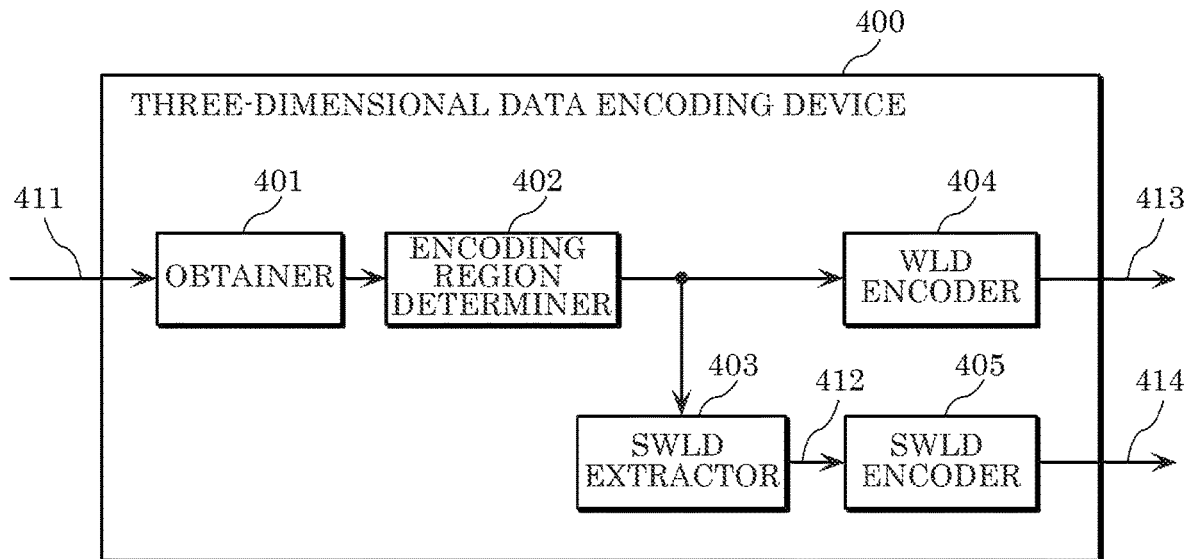 400
THREE-DIMENSIONAL DATA ENCODING DEVICE
411
401
OBTAINER
402
ENCODING
REGION
DETERMINER
404
WLD
ENCODER
413
403
SWLD
EXTRACTOR
412
405
SWLD
ENCODER
414